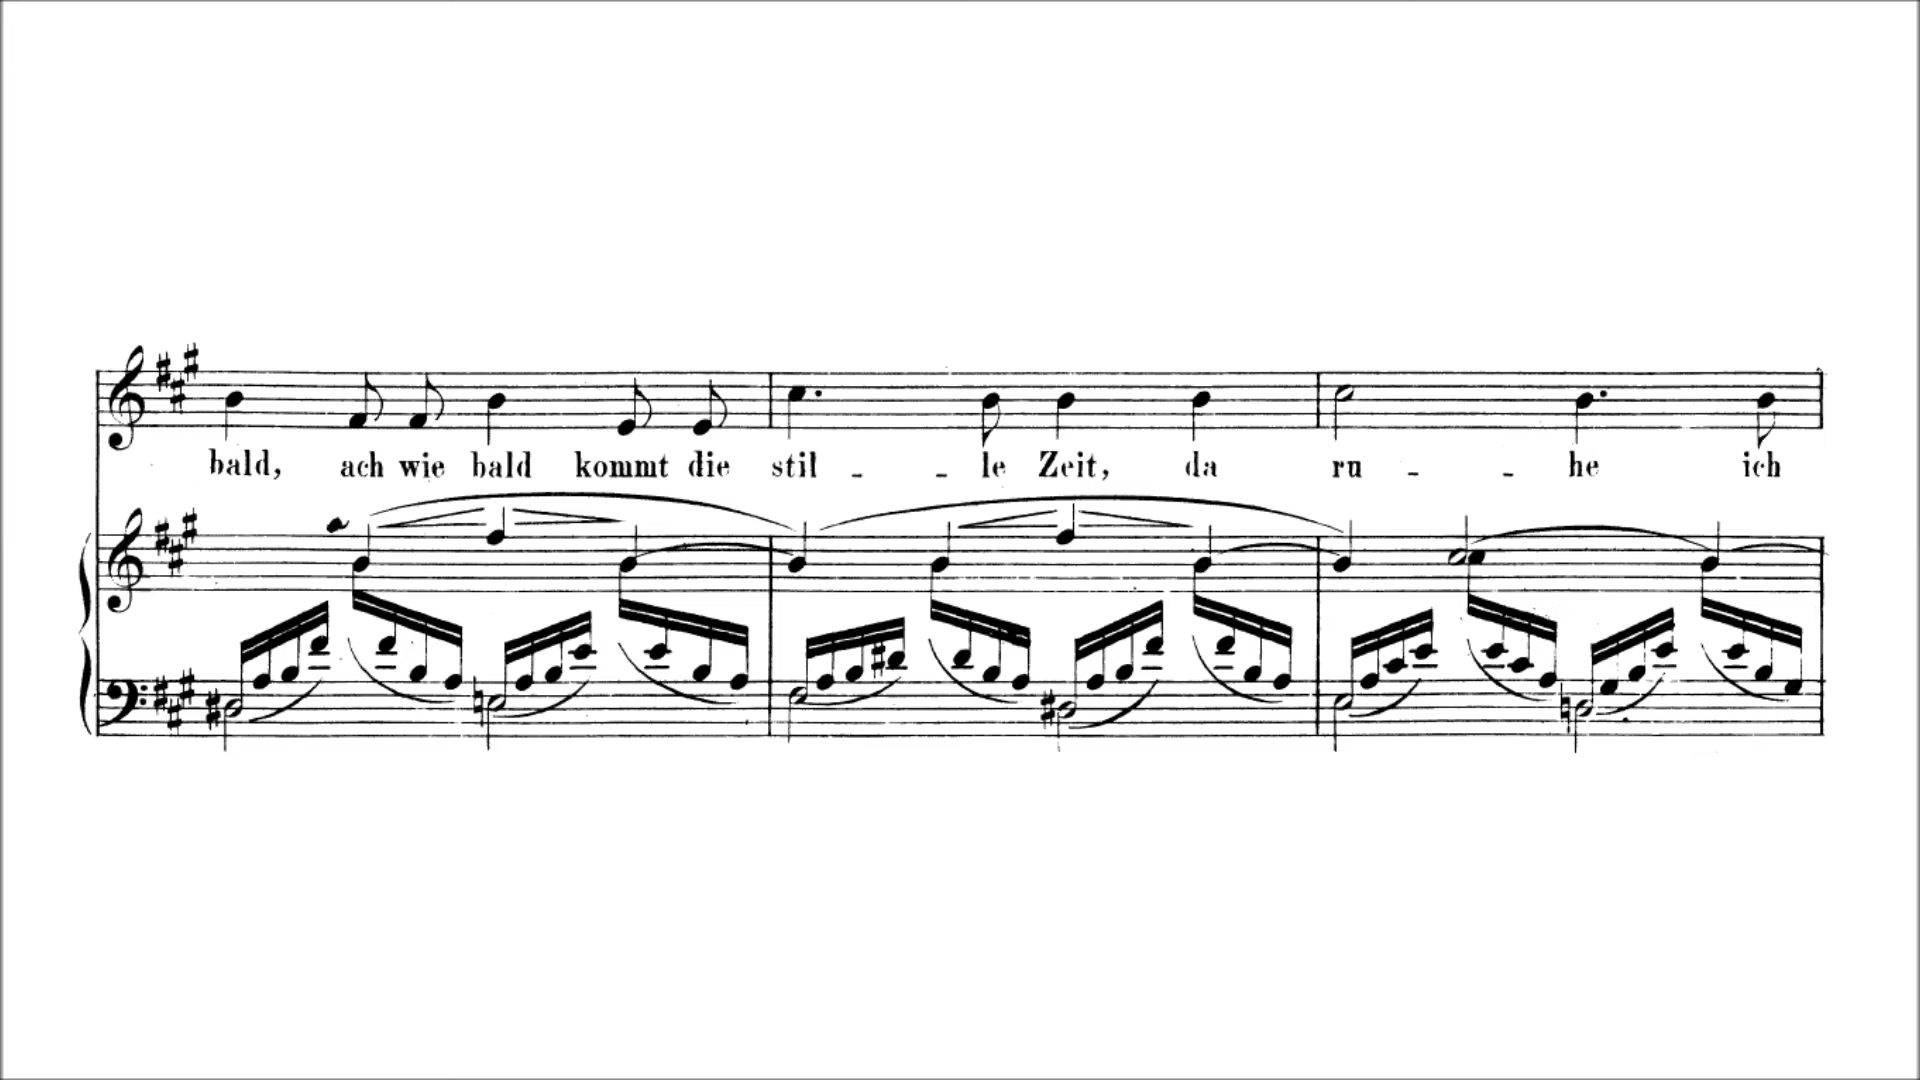 bald, ach wie bald kommt die stil - - le Zeit, da ru - - he ich